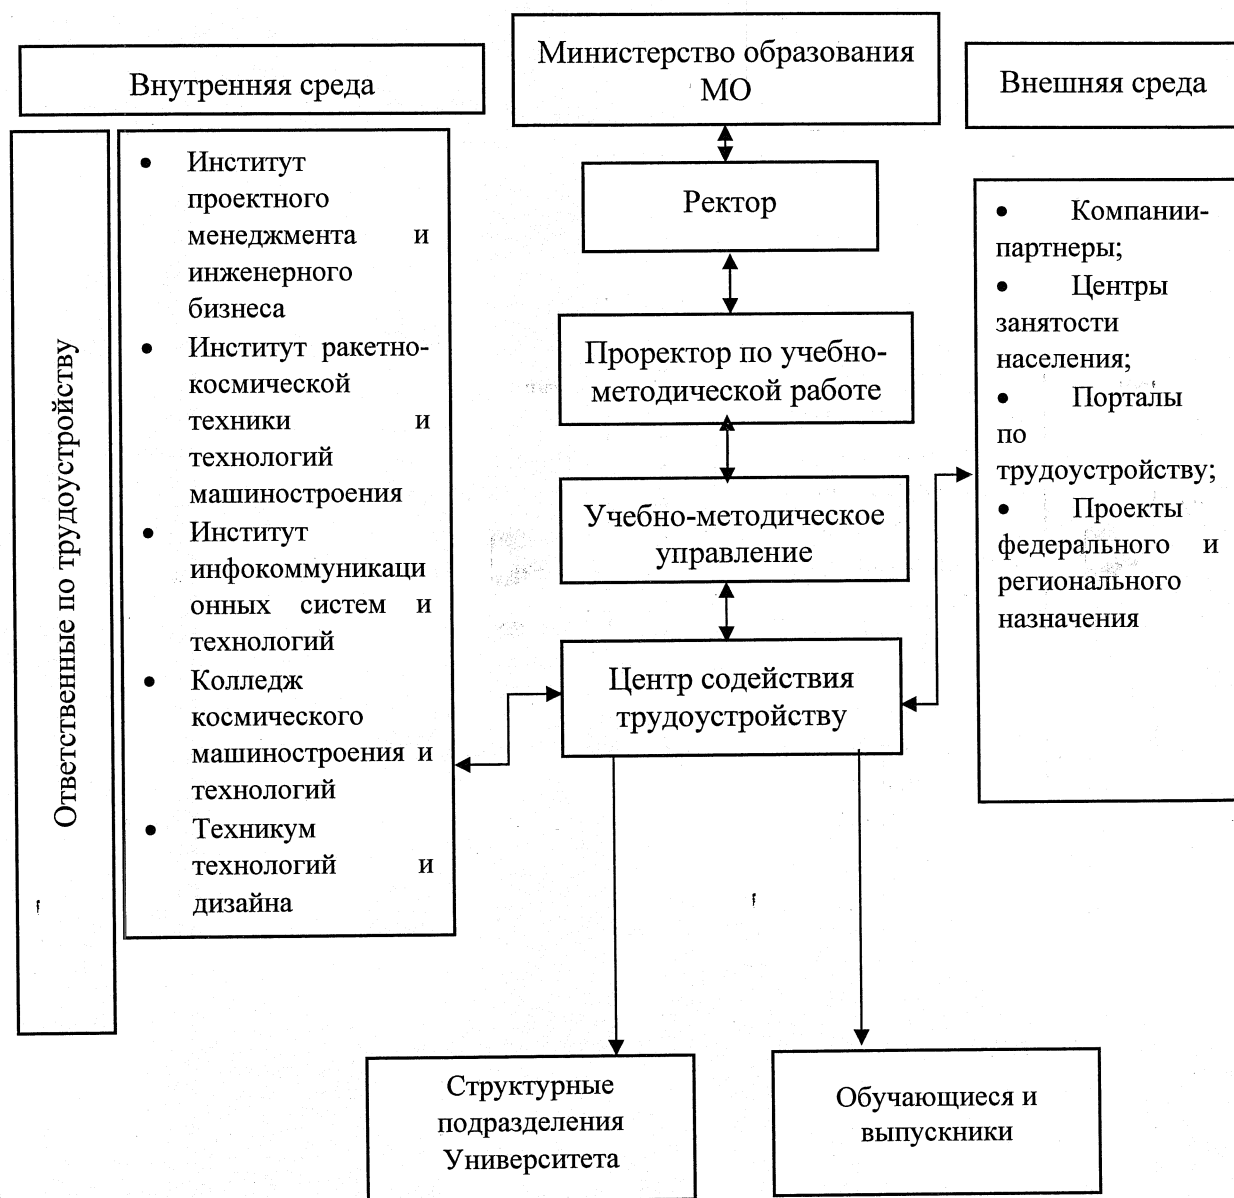 Внутренняя среда
Министерство образования
МО
Внешняя среда
Ответственные по трудоустройству
• Институт
проектного
менеджмента и
инженерного
бизнеса
• Институт ракетно-
космической
техники и
технологий
машиностроения
• Институт
инфокоммуникаци
онных систем и
технологий
• Колледж
космического
машиностроения и
технологий
• Техникум
технологий и
дизайна
Ректор
Проректор по учебно-
методической работе
Учебно-методическое
управление
Центр содействия
трудоустройству
• Компании-
партнеры;
• Центры
занятости
населения;
• Порталы
по
трудоустройству;
• Проекты
федерального и
регионального
назначения
Структурные
подразделения
Университета
Обучающиеся и
выпускники